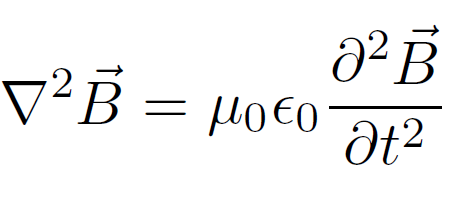 ∇²B⃗ = μ₀ϵ₀ ∂²B⃗/∂t²